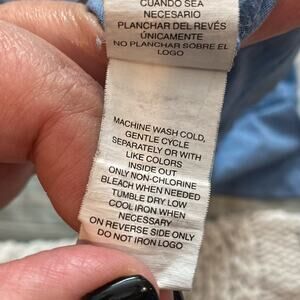 CUANDO SEA
NECESARIO
PLANCHAR DEL REVÉS
ÚNICAMENTE
NO PLANCHAR SOBRE EL
LOGO
MACHINE WASH COLD,
GENTLE CYCLE
SEPARATELY OR WITH
LIKE COLORS
INSIDE OUT
ONLY NON-CHLORINE
BLEACH WHEN NEEDED
TUMBLE DRY LOW
COOL IRON WHEN
NECESSARY
ON REVERSE SIDE ONLY
DO NOT IRON LOGO